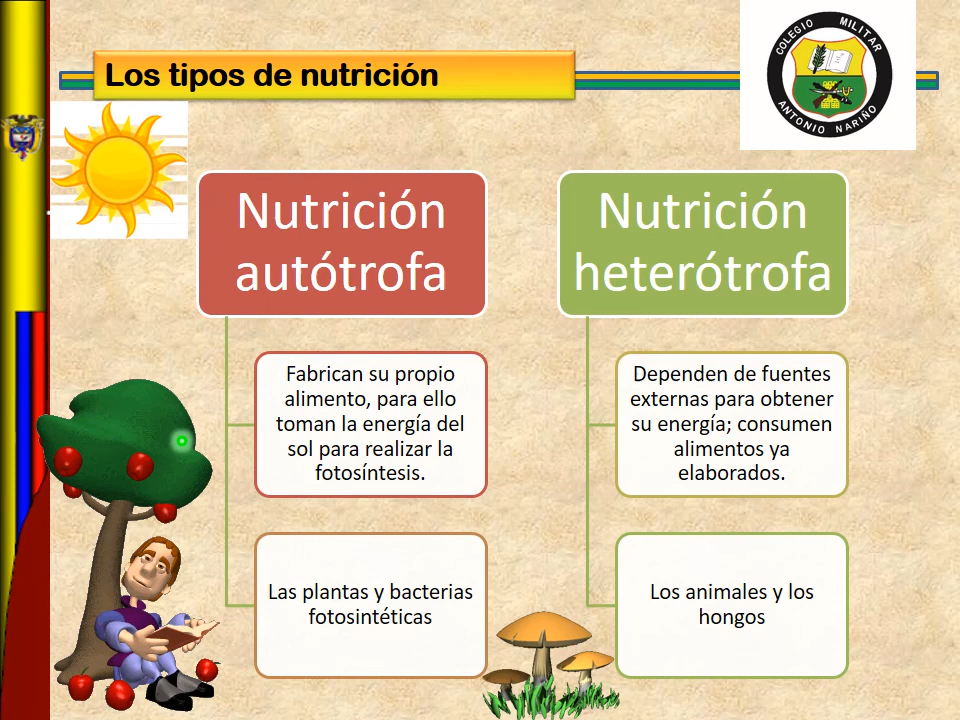 Los tipos de nutrición
COLEGIO MILITAR
ANTONIO NARIÑO
Nutrición
autótrofa
Fabrican su propio
alimento, para ello
toman la energía del
sol para realizar la
fotosíntesis.
Las plantas y bacterias
fotosintéticas
Nutrición
heterótrofa
Dependen de fuentes
externas para obtener
su energía; consumen
alimentos ya
elaborados.
Los animales y los
hongos